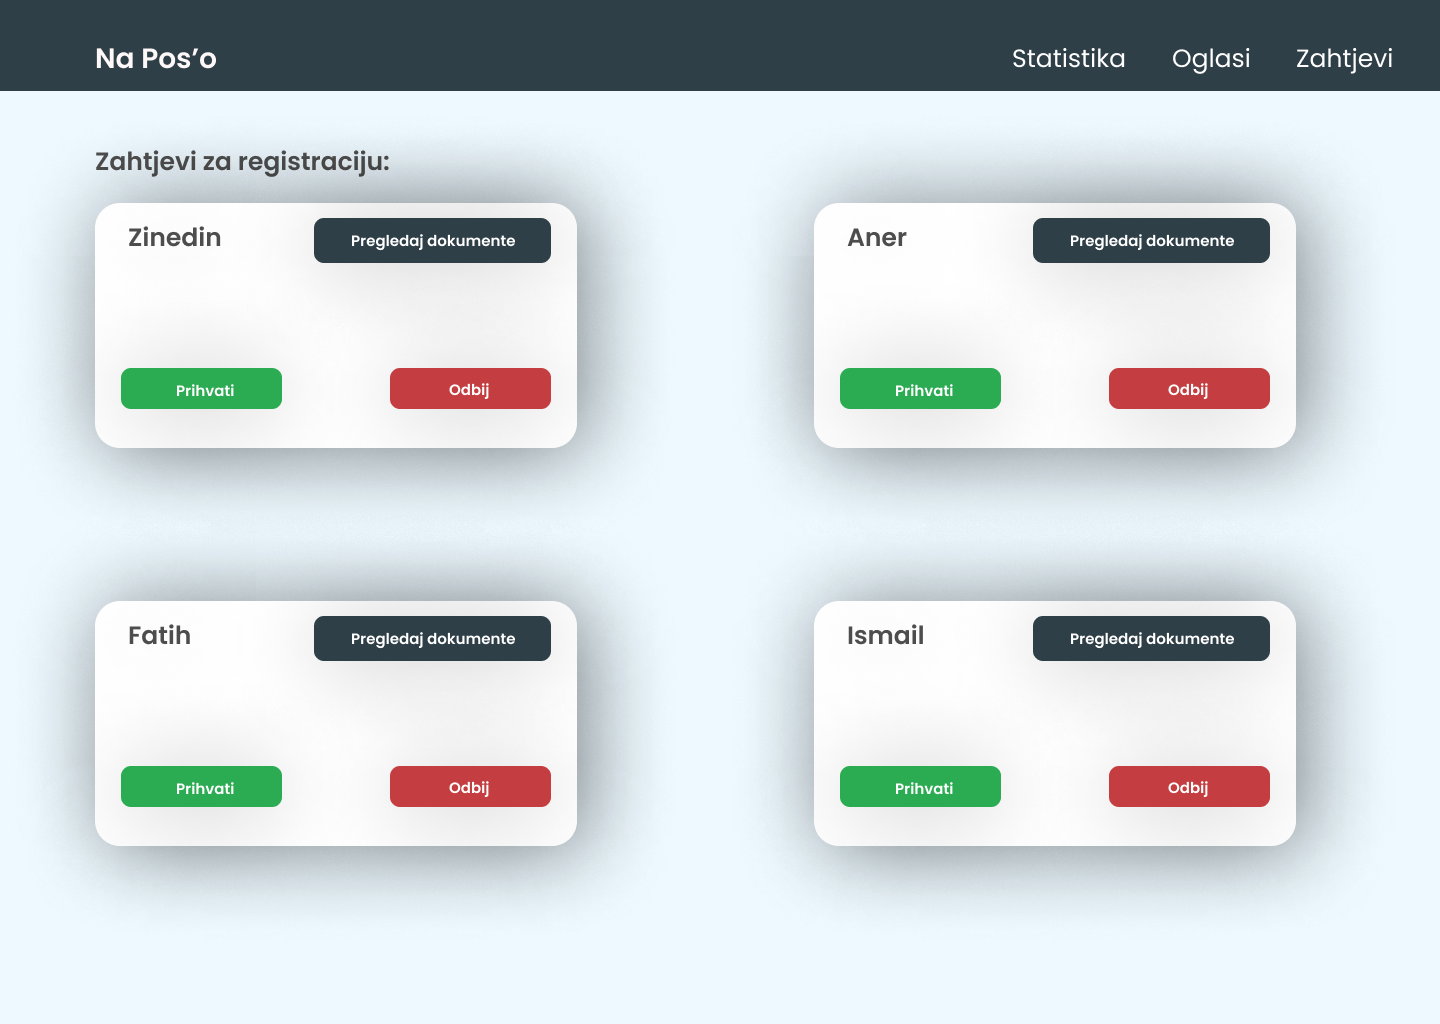 Na Pos’o
Statistika
Oglasi
Zahtjevi
Zahtjevi za registraciju:
Zinedin
Pregledaj dokumente
Prihvati
Odbij
Aner
Pregledaj dokumente
Prihvati
Odbij
Fatih
Pregledaj dokumente
Prihvati
Odbij
Ismail
Pregledaj dokumente
Prihvati
Odbij